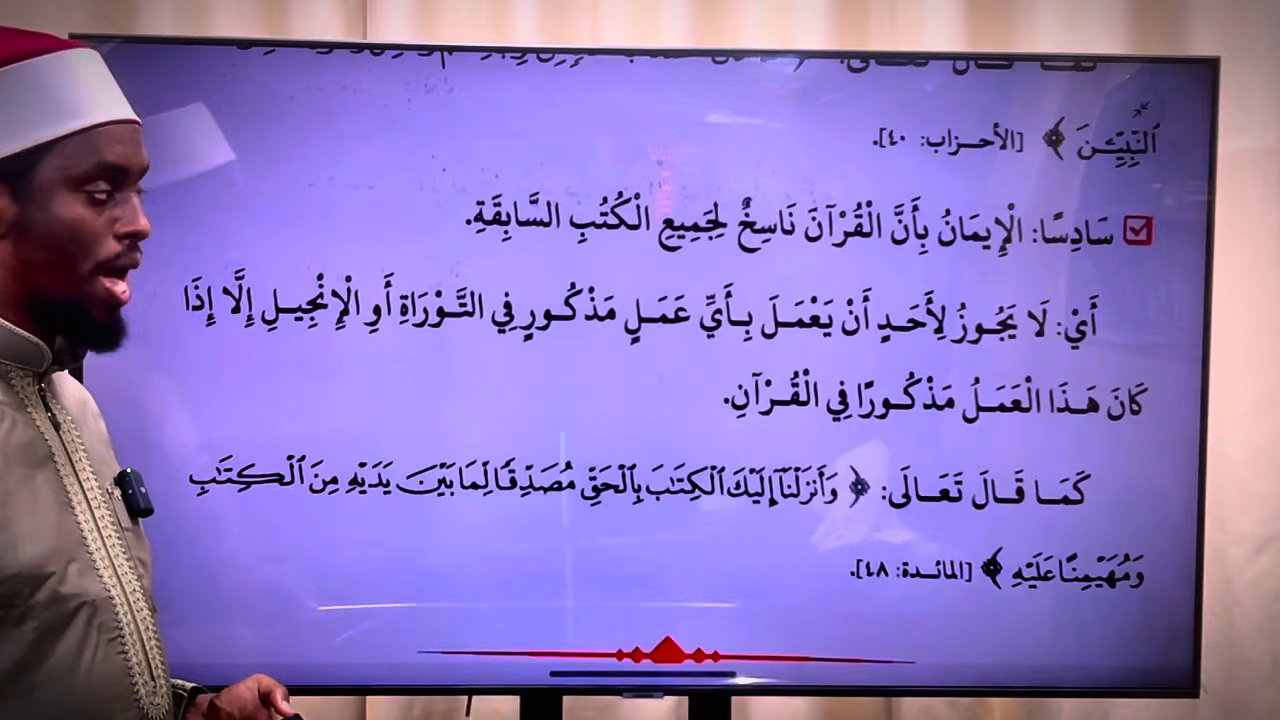 ٱلنَّبِيِّـۧنَ ﴾ [الأحزاب: ٤٠].
سَادِسًا: الْإِيمَانُ بِأَنَّ الْقُرْآنَ نَاسِخٌ لِجَمِيعِ الْكُتُبِ السَّابِقَةِ.
أَيْ: لَا يَجُوزُ لِأَحَدٍ أَنْ يَعْمَلَ بِأَيِّ عَمَلٍ مَذْكُورٍ فِي التَّوْرَاةِ أَوِ الْإِنْجِيلِ إِلَّا إِذَا
كَانَ هَذَا الْعَمَلُ مَذْكُورًا فِي الْقُرْآنِ.
كَمَا قَالَ تَعَالَى: ﴿ وَأَنزَلْنَآ إِلَيْكَ ٱلْكِتَٰبَ بِٱلْحَقِّ مُصَدِّقًا لِّمَا بَيْنَ يَدَيْهِ مِنَ ٱلْكِتَٰبِ
وَمُهَيْمِنًا عَلَيْهِ ﴾ [المائدة: ٤٨].